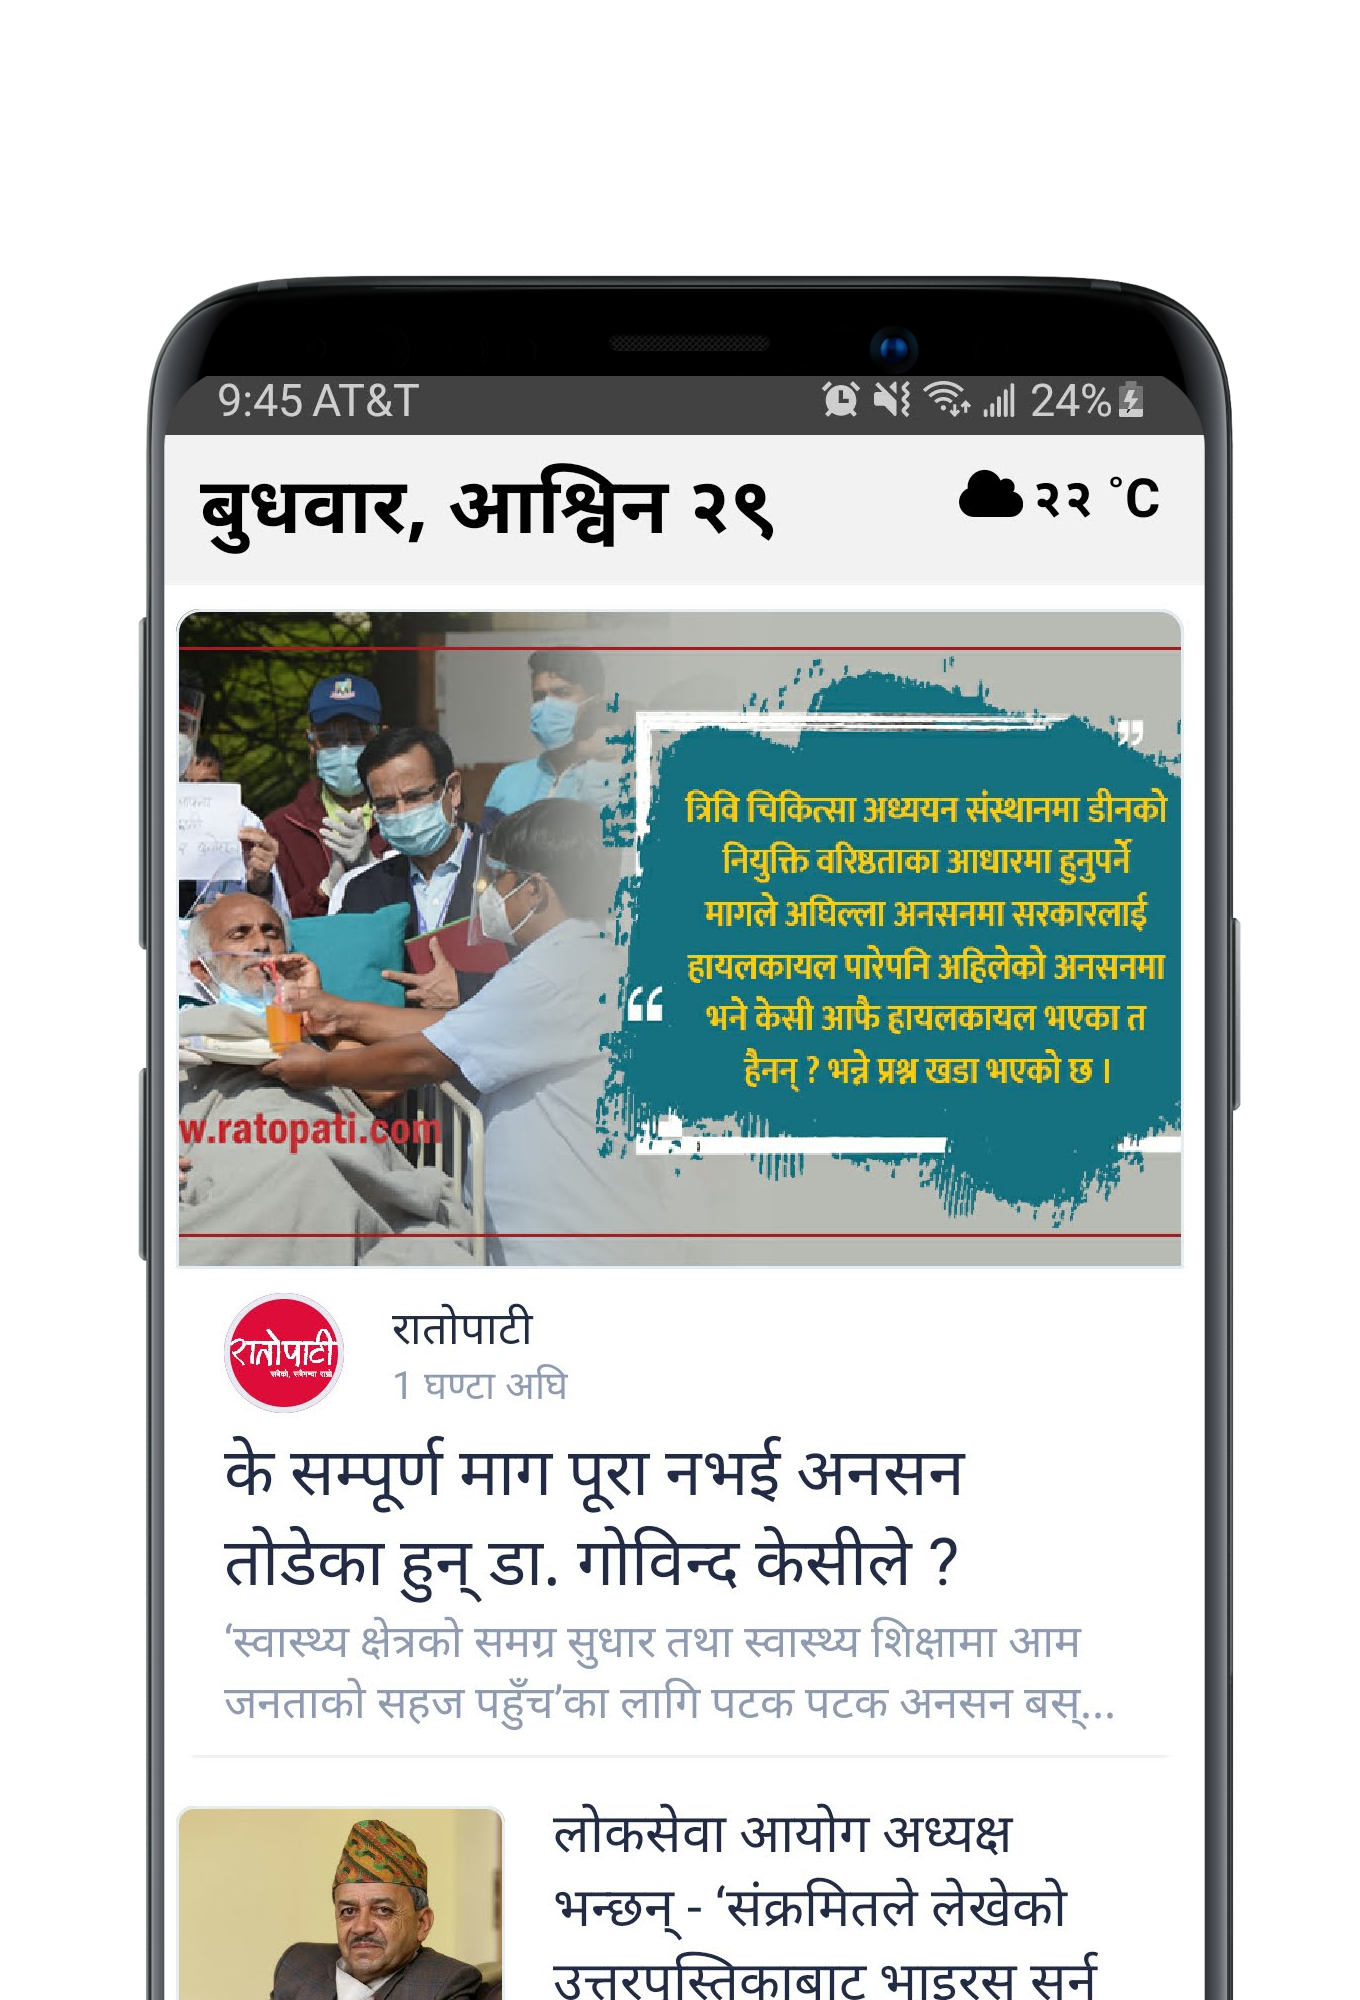 9:45 AT&T 24%
बुधवार, आश्विन २९
२२ °C
त्रिवि चिकित्सा अध्ययन संस्थानमा डीनको
नियुक्ति वरिष्ठताका आधारमा हुनुपर्ने
मागले अघिल्ला अनसनमा सरकारलाई
हायलकायल पारेपनि अहिलेको अनसनमा
भने केसी आफै हायलकायल भएका त
हैनन् ? भन्ने प्रश्न खडा भएको छ ।
w.ratopati.com
रातोपाटी
रातोपाटी
1 घण्टा अघि
के सम्पूर्ण माग पूरा नभई अनसन
तोडेका हुन् डा. गोविन्द केसीले ?
‘स्वास्थ्य क्षेत्रको समग्र सुधार तथा स्वास्थ्य शिक्षामा आम
जनताको सहज पहुँच’का लागि पटक पटक अनसन बस्...
लोकसेवा आयोग अध्यक्ष
भन्छन् - ‘संक्रमितले लेखेको
उत्तरपुस्तिकाबाट भाइरस सर्न